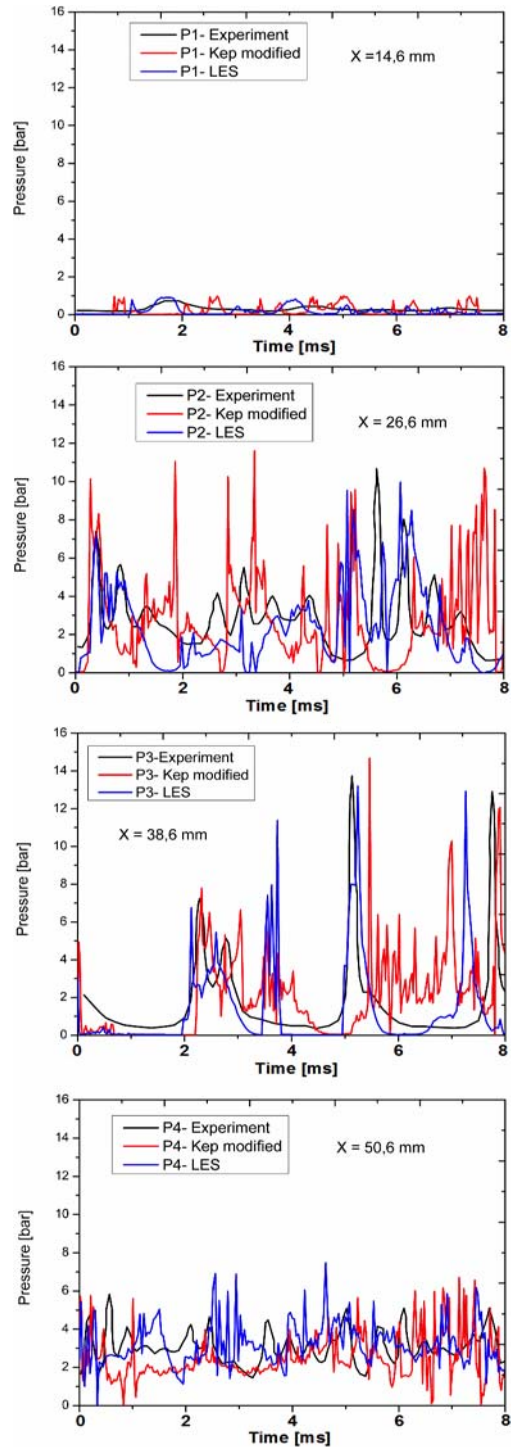 16
P1- Experiment
P1- Kep modified
P1- LES
X =14,6 mm
14
12
10
8
6
4
2
0
Pressure [bar]
0 2 4 6 8
Time [ms]
16
P2- Experiment
P2- Kep modified
P2- LES
X = 26,6 mm
14
12
10
8
6
4
2
0
Pressure [bar]
0 2 4 6 8
Time [ms]
16
P3-Experiment
P3- Kep modified
P3- LES
X = 38,6 mm
14
12
10
8
6
4
2
0
Pressure [bar]
0 2 4 6 8
Time [ms]
16
P4- Experiment
P4- Kep modified
P4- LES
X = 50,6 mm
14
12
10
8
6
4
2
0
Pressure [bar]
0 2 4 6 8
Time [ms]